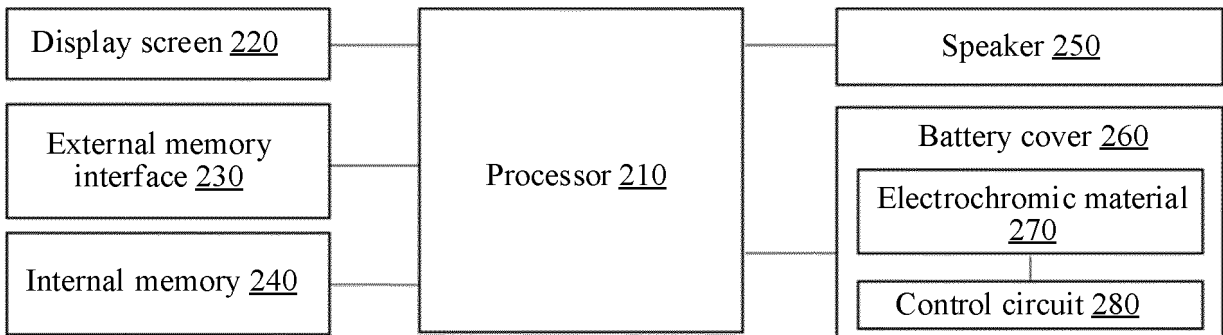 Display screen 220
External memory
interface 230
Internal memory 240
Processor 210
Speaker 250
Battery cover 260
Electrochromic material
270
Control circuit 280